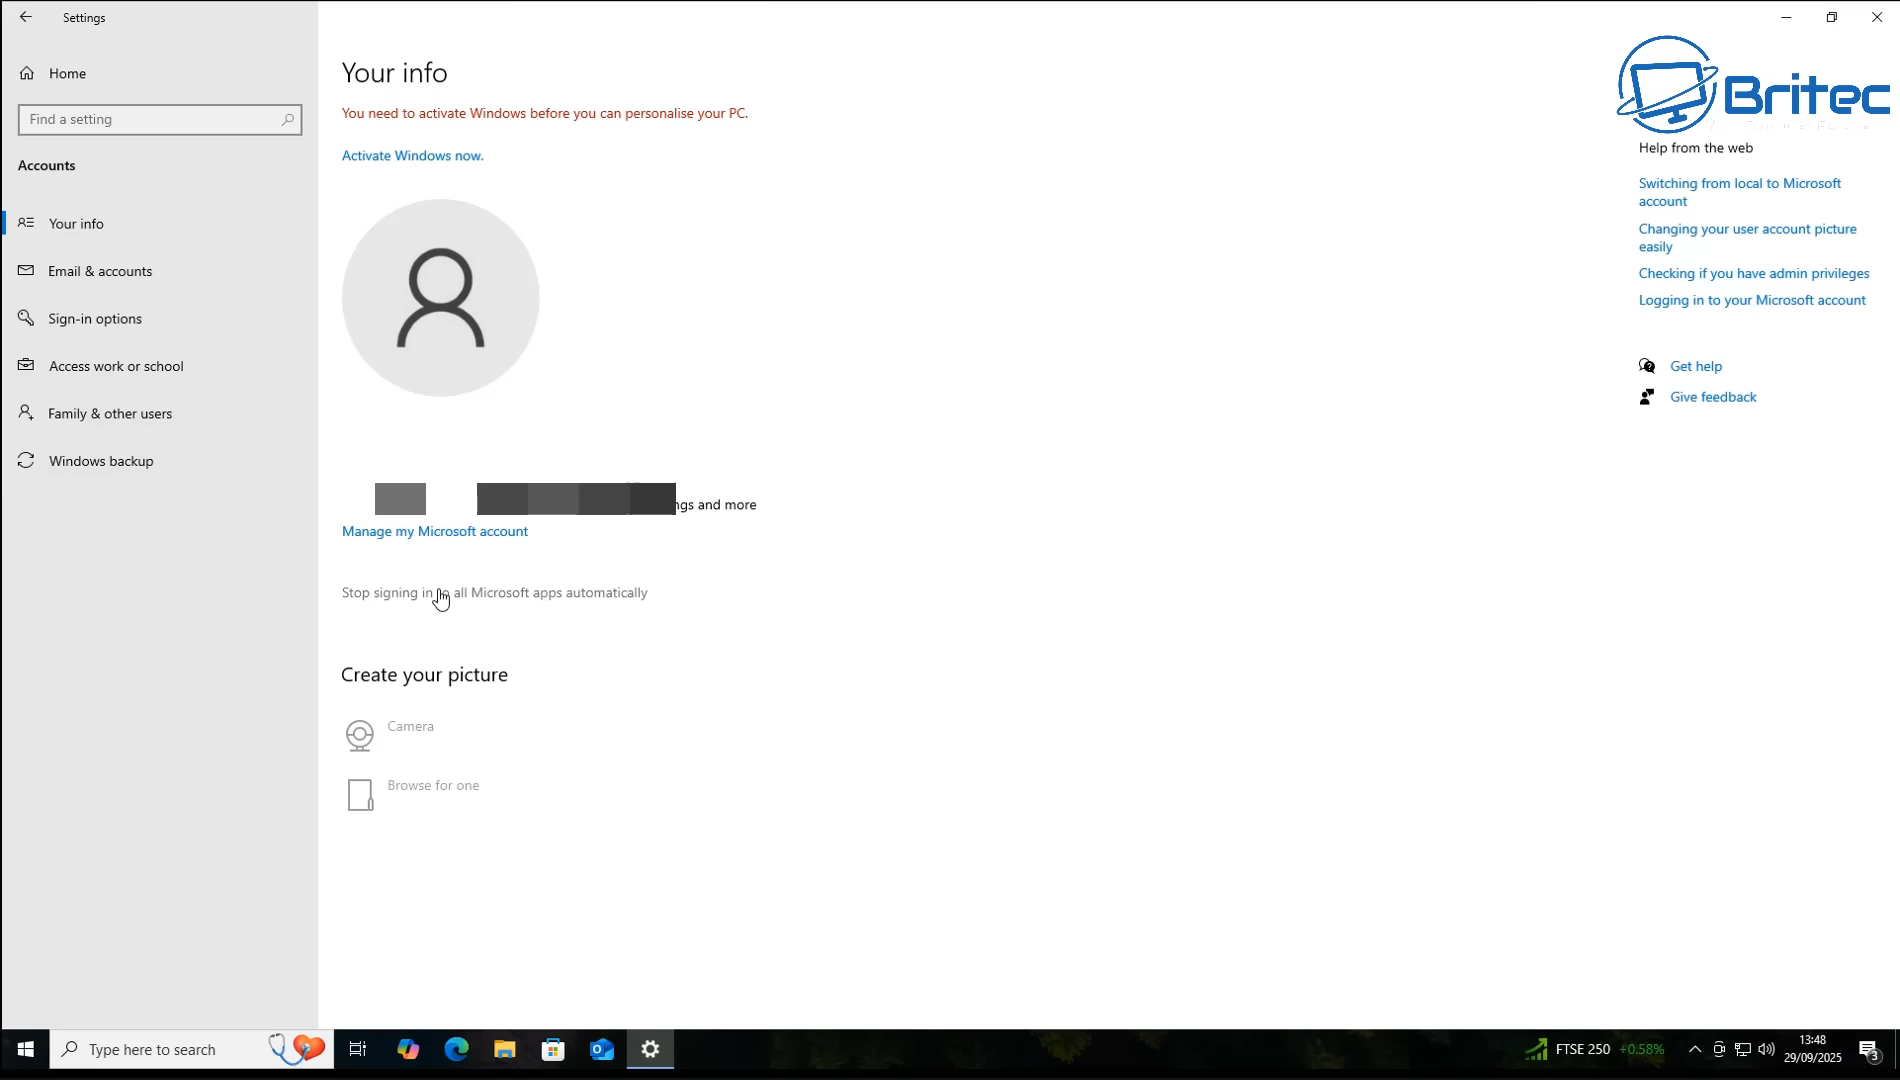 Settings
Home
Find a setting
Accounts
Your info
Email & accounts
Sign-in options
Access work or school
Family & other users
Windows backup
Your info
You need to activate Windows before you can personalise your PC.
Activate Windows now.
and more
Manage my Microsoft account
Stop signing in all Microsoft apps automatically
Create your picture
Camera
Browse for one
Britec
Help from the web
Switching from local to Microsoft
account
Changing your user account picture
easily
Checking if you have admin privileges
Logging in to your Microsoft account
Get help
Give feedback
Type here to search
FTSE 250 +0.58%
13:48
29/09/2025
3